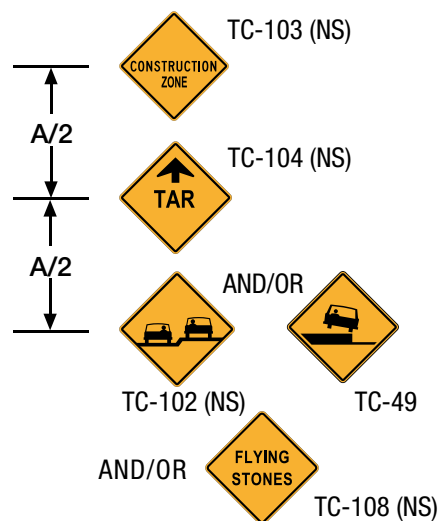 TC-103 (NS)
CONSTRUCTION
ZONE
A/2
TC-104 (NS)
TAR
A/2
AND/OR
TC-102 (NS)
TC-49
AND/OR
FLYING
STONES
TC-108 (NS)